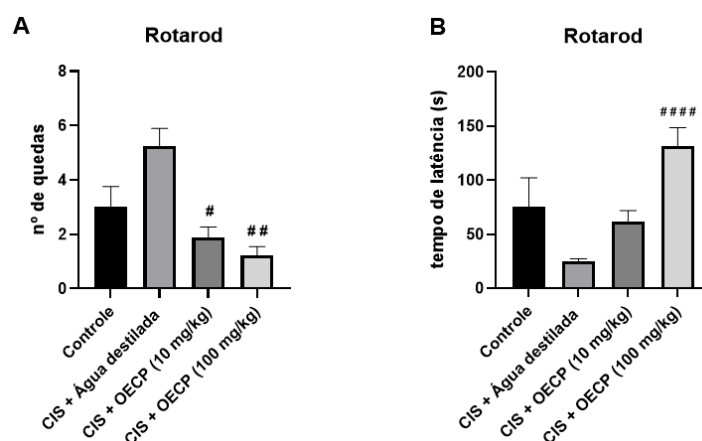 A
Rotarod
nº de quedas
8
6
4
2
0
#
##
Controle
CIS + Água destilada
CIS + OECP (10 mg/kg)
CIS + OECP (100 mg/kg)
B
Rotarod
tempo de latência (s)
200
150
100
50
0
####
Controle
CIS + Água destilada
CIS + OECP (10 mg/kg)
CIS + OECP (100 mg/kg)